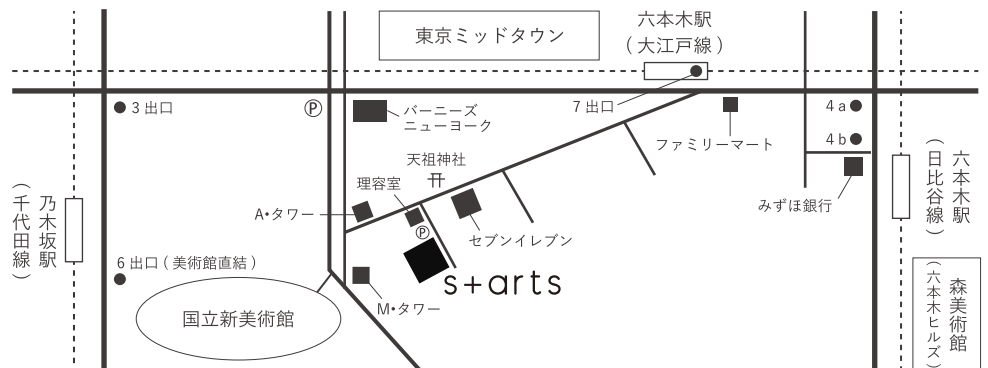 東京ミッドタウン
六本木駅
（大江戸線）
3 出口
Ⓟ
バーニーズ
ニューヨーク
7 出口
ファミリーマート
4a
4b
みずほ銀行
六本木駅
（日比谷線）
天祖神社
理容室
A•タワー
Ⓟ
セブンイレブン
s+arts
M•タワー
乃木坂駅
（千代田線）
6 出口（美術館直結）
国立新美術館
森美術館
（六本木ヒルズ）